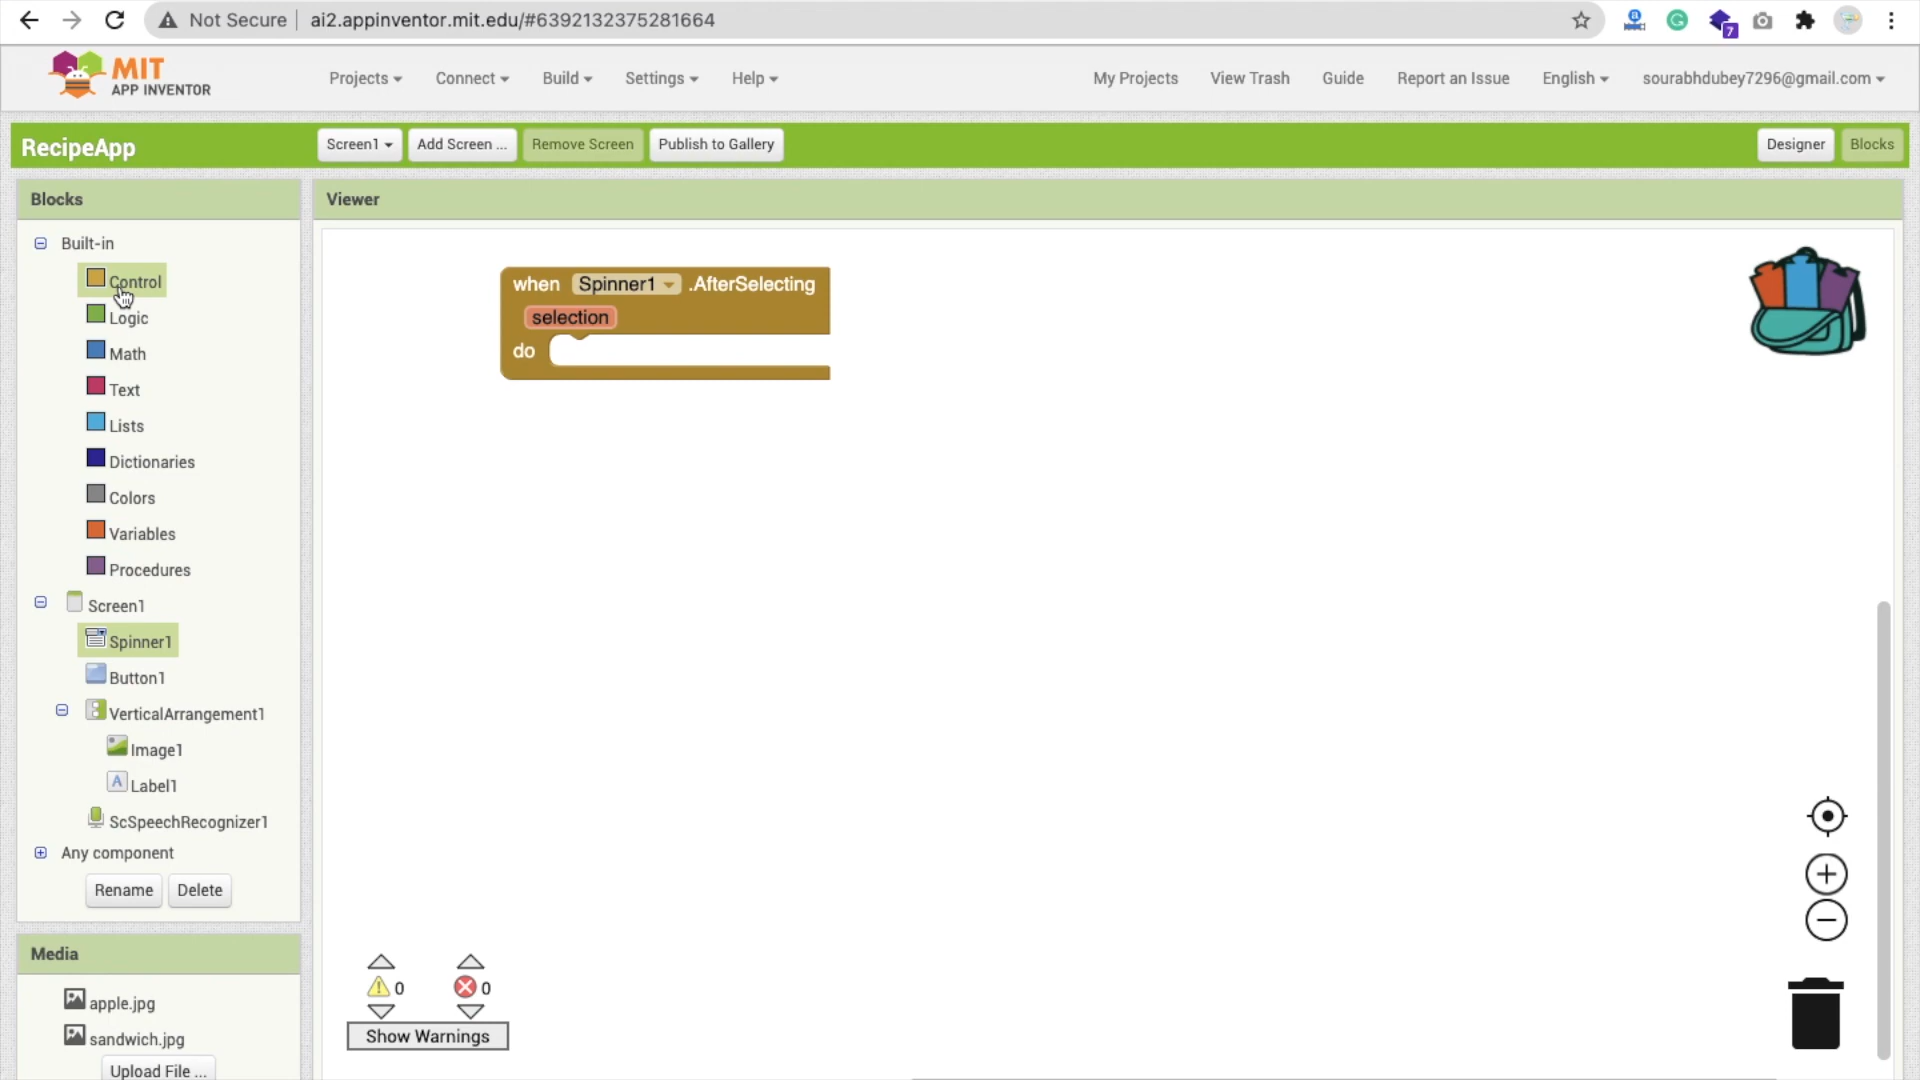 Not Secure ai2.appinventor.mit.edu/#6392132375281664
7
MIT
APP INVENTOR
Projects Connect Build Settings Help My Projects View Trash Guide Report an Issue English sourabhdubey7296@gmail.com
RecipeApp Screen1 Add Screen ... Remove Screen Publish to Gallery Designer Blocks
Blocks
Viewer
Built-in
Control
Logic
Math
Text
Lists
Dictionaries
Colors
Variables
Procedures
Screen1
Spinner1
Button1
VerticalArrangement1
Image1
A Label1
ScSpeechRecognizer1
Any component
Rename Delete
Media
apple.jpg
sandwich.jpg
Upload File ...
when Spinner1 .AfterSelecting
selection
do
0 0
Show Warnings